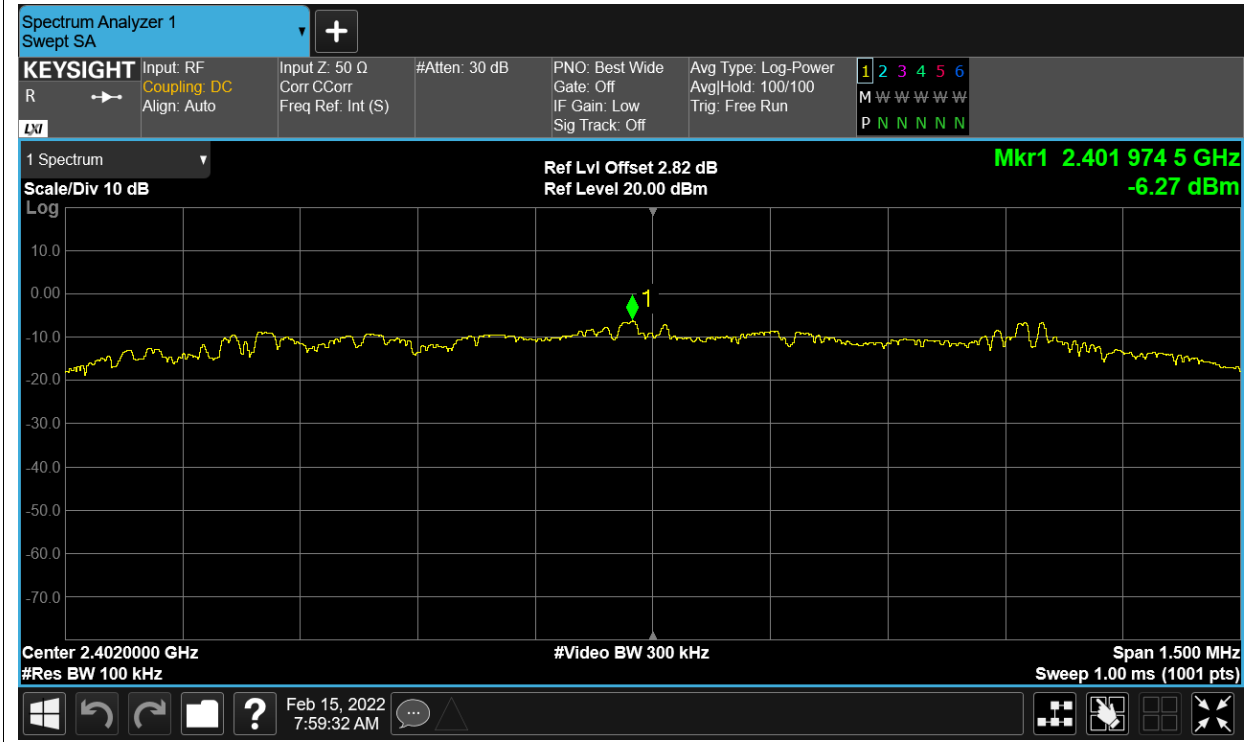 Spectrum Analyzer 1
Swept SA
KEYSIGHT
R
LXI
Input: RF
Coupling: DC
Align: Auto
Input Z: 50 Ω
Corr CCorr
Freq Ref: Int (S)
#Atten: 30 dB
PNO: Best Wide
Gate: Off
IF Gain: Low
Sig Track: Off
Avg Type: Log-Power
Avg|Hold: 100/100
Trig: Free Run
1 2 3 4 5 6
M W W W W W
P N N N N N
1 Spectrum
Scale/Div 10 dB
Log
Ref Lvl Offset 2.82 dB
Ref Level 20.00 dBm
Mkr1 2.401 974 5 GHz
-6.27 dBm
10.0
0.00
1
-10.0
-20.0
-30.0
-40.0
-50.0
-60.0
-70.0
Center 2.4020000 GHz
#Res BW 100 kHz
#Video BW 300 kHz
Span 1.500 MHz
Sweep 1.00 ms (1001 pts)
?
Feb 15, 2022
7:59:32 AM